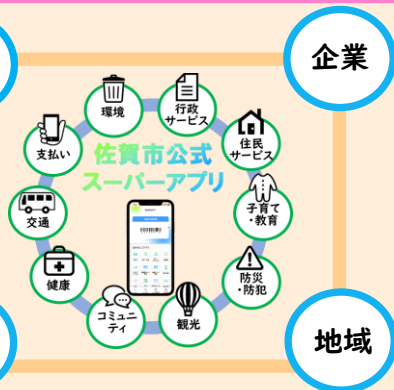 企業
環境
行政
サービス
支払い
住民
サービス
佐賀市公式
スーパーアプリ
交通
子育て
・教育
健康
防災
・防犯
コミュニ
ティ
観光
地域